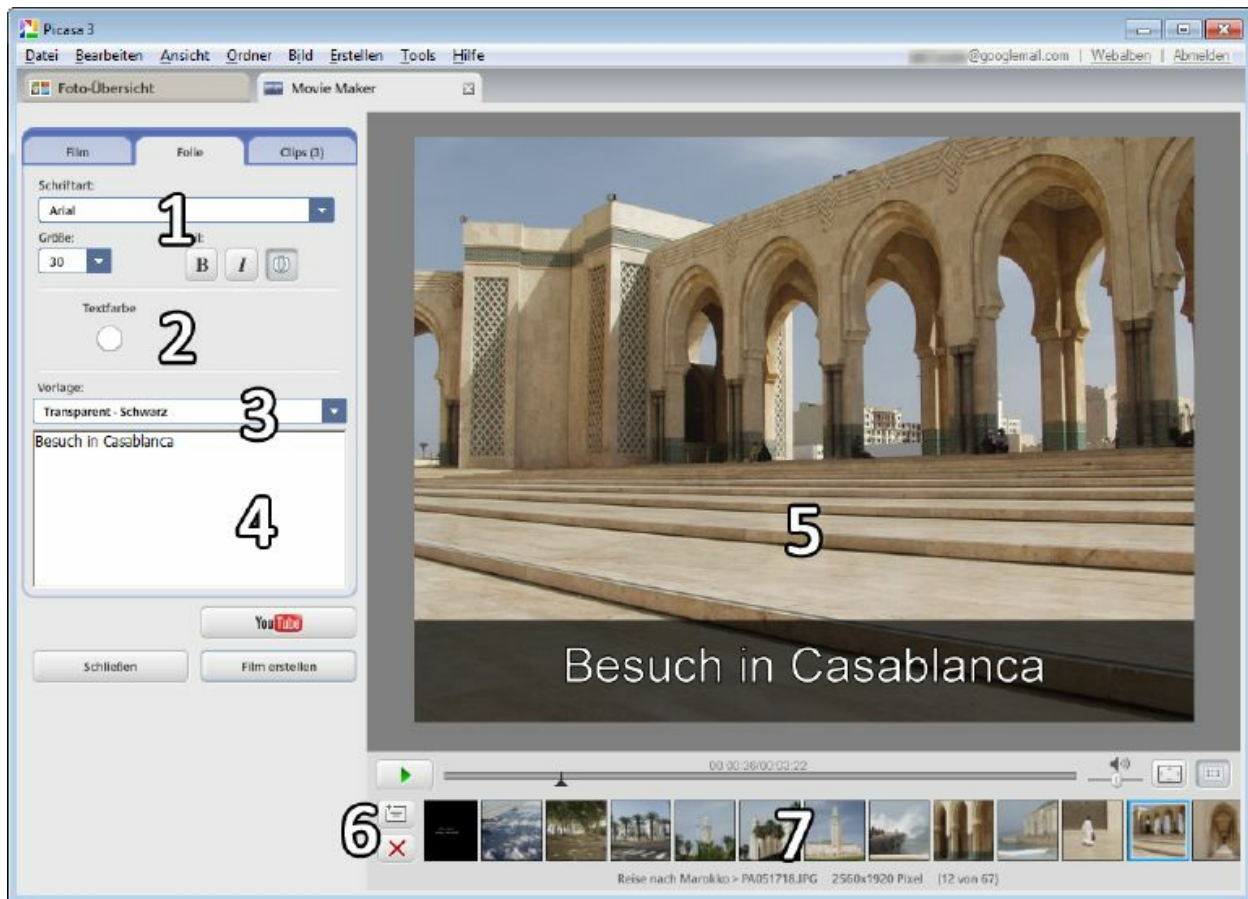 Picasa 3
Datei Bearbeiten Ansicht Ordner Bild Erstellen Tools Hilfe
@googlemail.com | Webalben | Abmelden
Foto-Übersicht
Movie Maker
Film
Folie
Clips (3)
Schriftart:
Arial
1
Größe:
30
B
I
Textfarbe
2
Vorlage:
Transparent - Schwarz
3
Besuch in Casablanca
4
YouTube
Schließen
Film erstellen
5
Besuch in Casablanca
00:00:36/00:03:22
6
7
Reise nach Marokko > PA051718.JPG 2560x1920 Pixel (12 von 67)